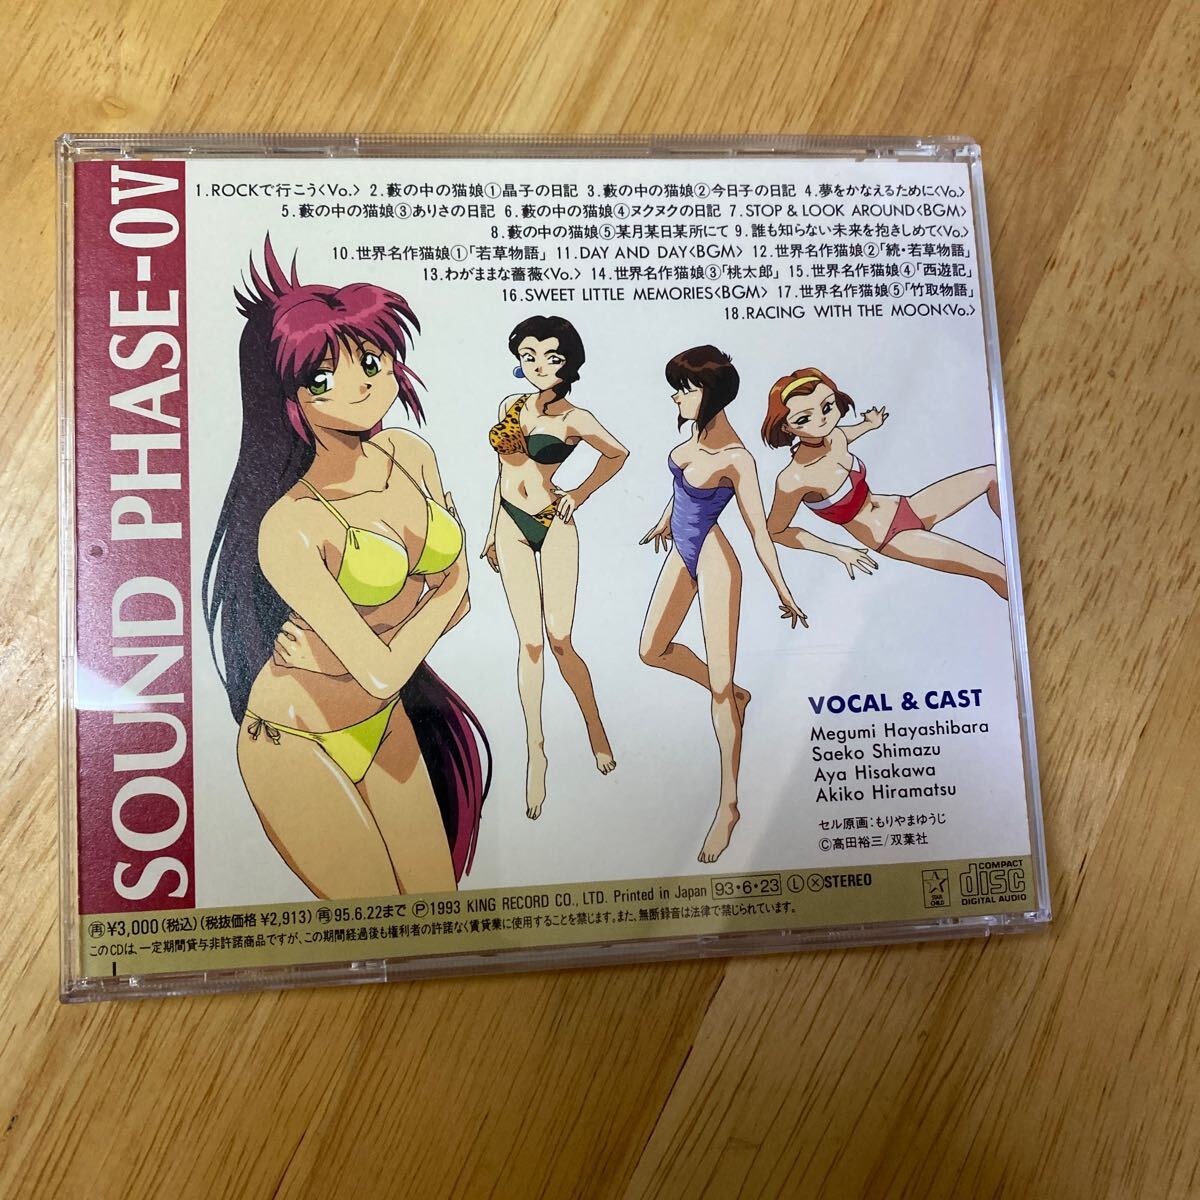 SOUND PHASE-0V
1.ROCKで行こう<Vo.> 2.藪の中の猫娘①晶子の日記 3.藪の中の猫娘②今日子の日記 4.夢をかなえるために<Vo.>
5.藪の中の猫娘③ありさの日記 6.藪の中の猫娘④ヌクヌクの日記 7.STOP & LOOK AROUND<BGM>
8.藪の中の猫娘⑤某月某日某所にて 9.誰も知らない未来を抱きしめて<Vo.>
10.世界名作猫娘①「若草物語」 11.DAY AND DAY<BGM> 12.世界名作猫娘②「続・若草物語」
13.わがままな薔薇<Vo.> 14.世界名作猫娘③「桃太郎」 15.世界名作猫娘④「西遊記」
16.SWEET LITTLE MEMORIES<BGM> 17.世界名作猫娘⑤「竹取物語」
18.RACING WITH THE MOON<Vo.>
VOCAL & CAST
Megumi Hayashibara
Saeko Shimazu
Aya Hisakawa
Akiko Hiramatsu
セル原画:もりやまゆうじ
©高田裕三/双葉社
㊢¥3,000(税込)(税抜価格¥2,913)㊢95.6.22まで Ⓟ1993 KING RECORD CO., LTD. Printed in Japan 93・6・23 Ⓛ Ⓧ STEREO
このCDは、一定期間貸与非許諾商品ですが、この期間経過後も権利者の許諾なく賃貸業に使用することを禁じます。また、無断録音は法律で禁じられています。
STAR CHILD
COMPACT
disc
DIGITAL AUDIO